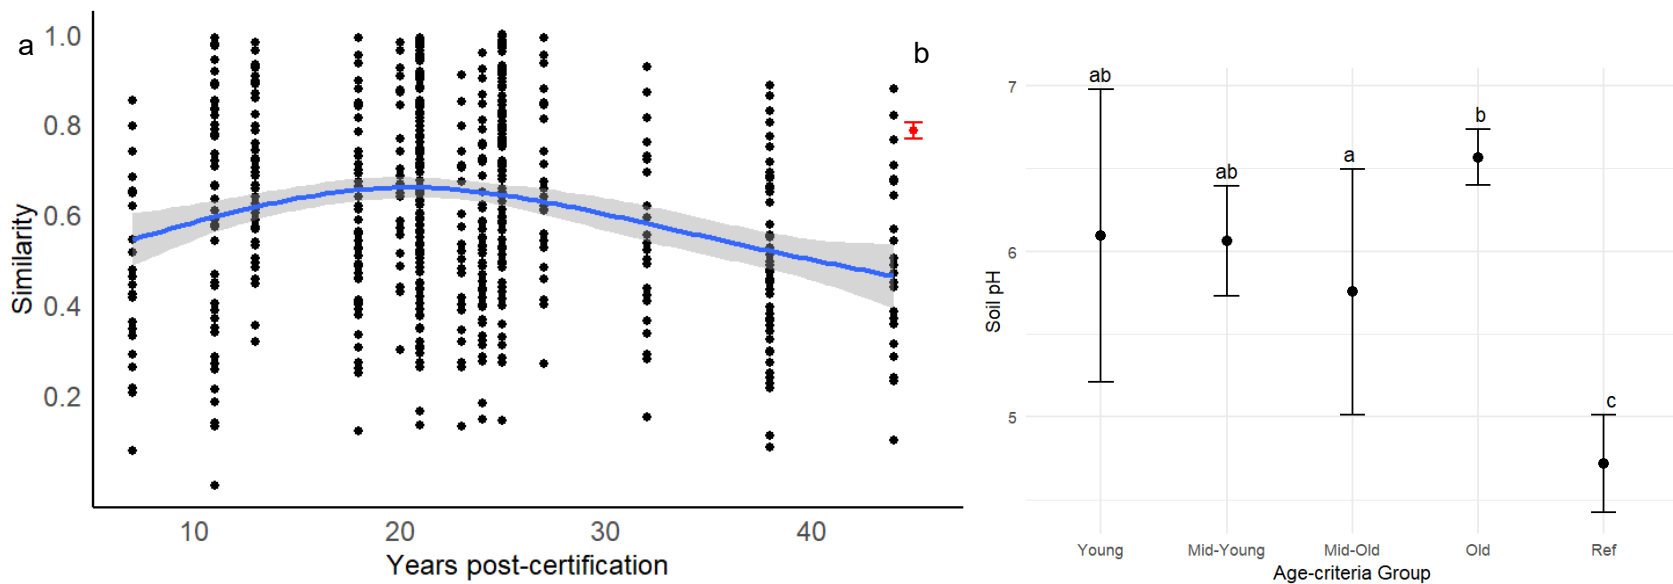 a
1.0
0.8
0.6
0.4
0.2
Similarity
10 20 30 40
Years post-certification
b
7
6
5
Soil pH
ab
ab
a
b
c
Young Mid-Young Mid-Old Old Ref
Age-criteria Group